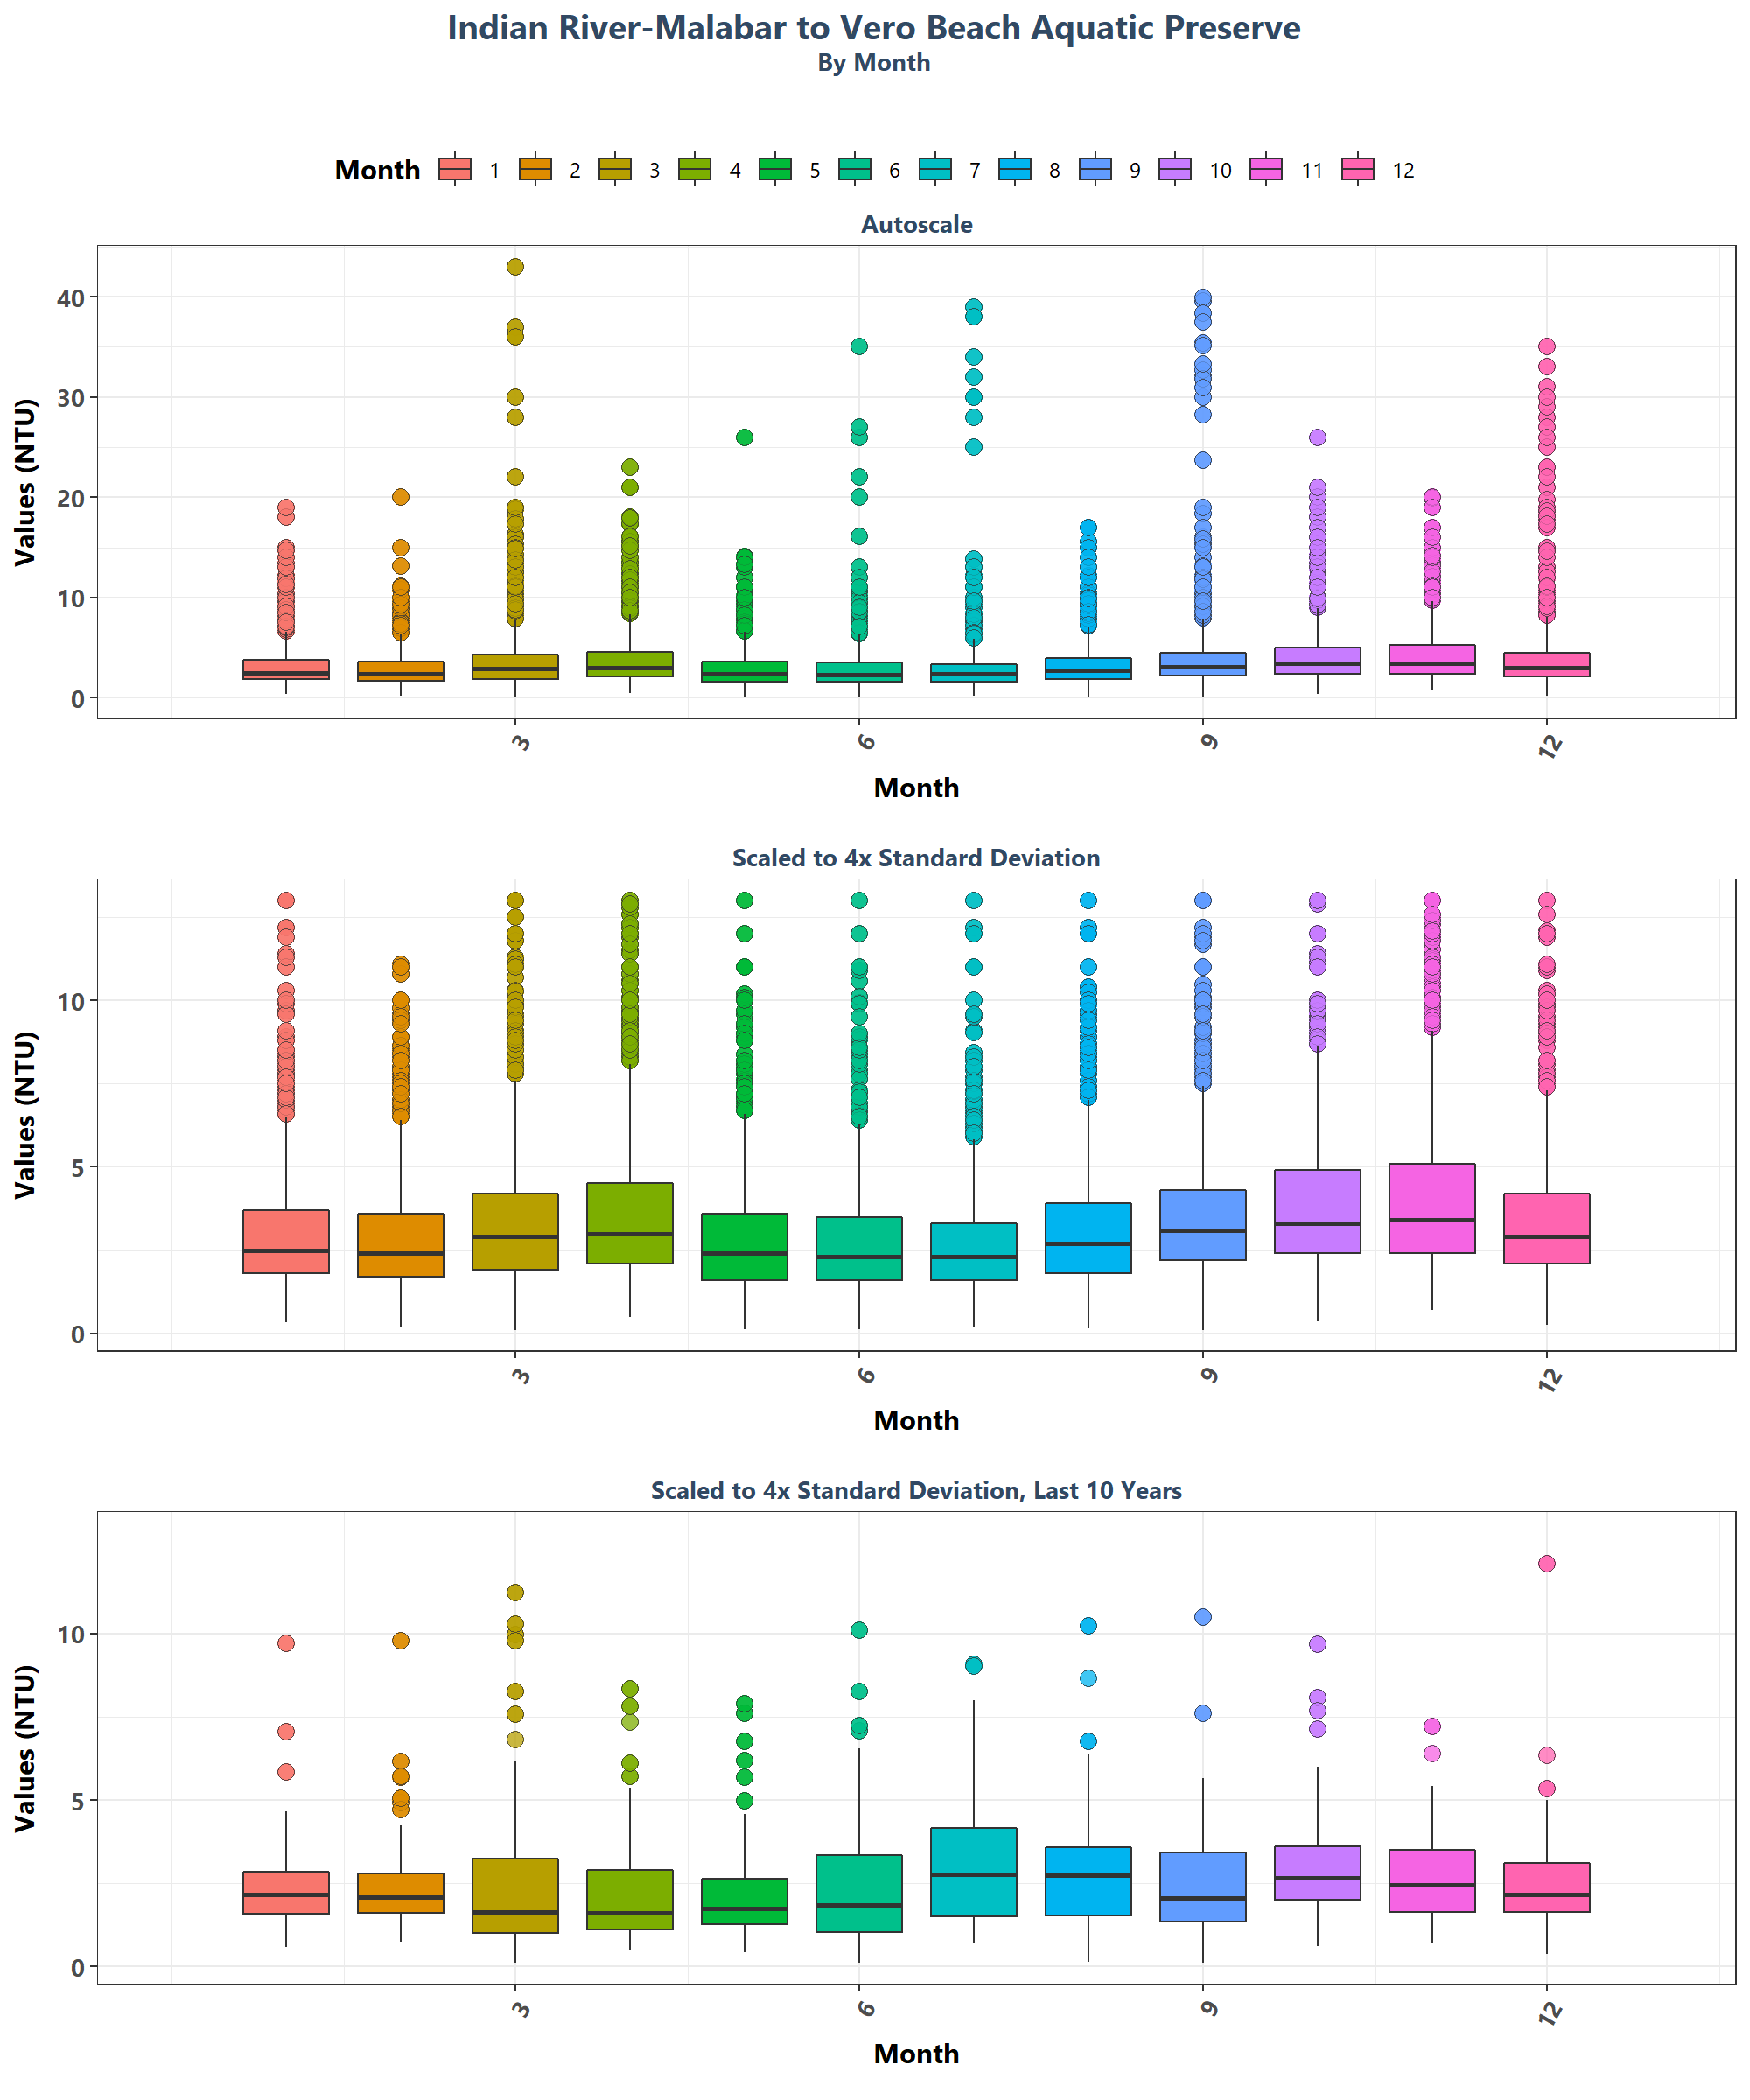 Indian River-Malabar to Vero Beach Aquatic Preserve
By Month
Month 1 2 3 4 5 6 7 8 9 10 11 12
Autoscale
Values (NTU)
40
30
20
10
0
3 6 9 12
Month
Scaled to 4x Standard Deviation
Values (NTU)
10
5
0
3 6 9 12
Month
Scaled to 4x Standard Deviation, Last 10 Years
Values (NTU)
10
5
0
3 6 9 12
Month